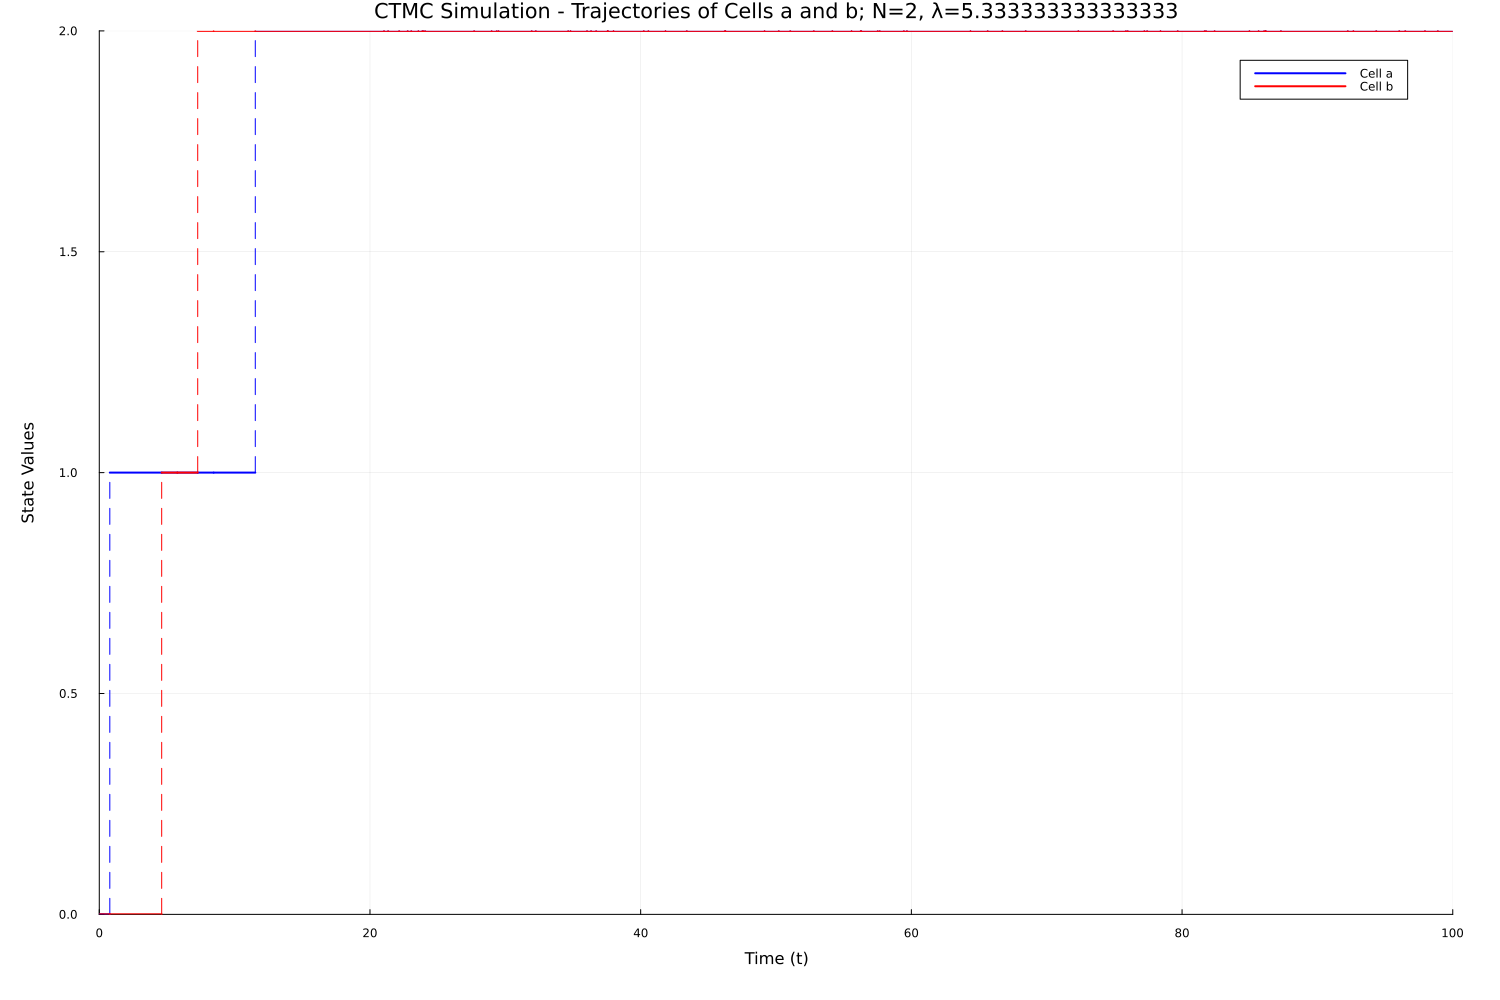 CTMC Simulation - Trajectories of Cells a and b; N=2, λ=5.333333333333333
2.0
Cell a
Cell b
1.5
1.0
State Values
0.5
0.0
0 20 40 60 80 100
Time (t)